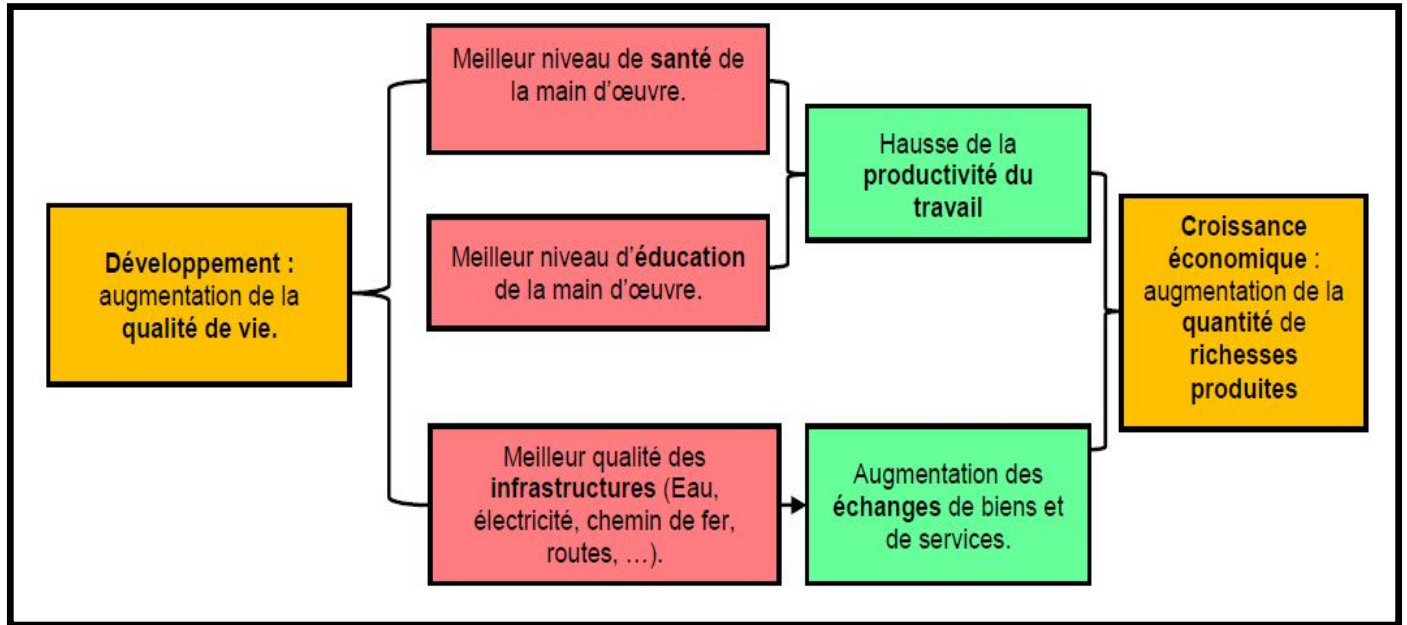 Développement :
augmentation de la
qualité de vie.
Meilleur niveau de santé de
la main d'œuvre.
Meilleur niveau d'éducation
de la main d'œuvre.
Meilleur qualité des
infrastructures (Eau,
électricité, chemin de fer,
routes, …).
Hausse de la
productivité du
travail
Augmentation des
échanges de biens et
de services.
Croissance
économique :
augmentation de la
quantité de
richesses
produites